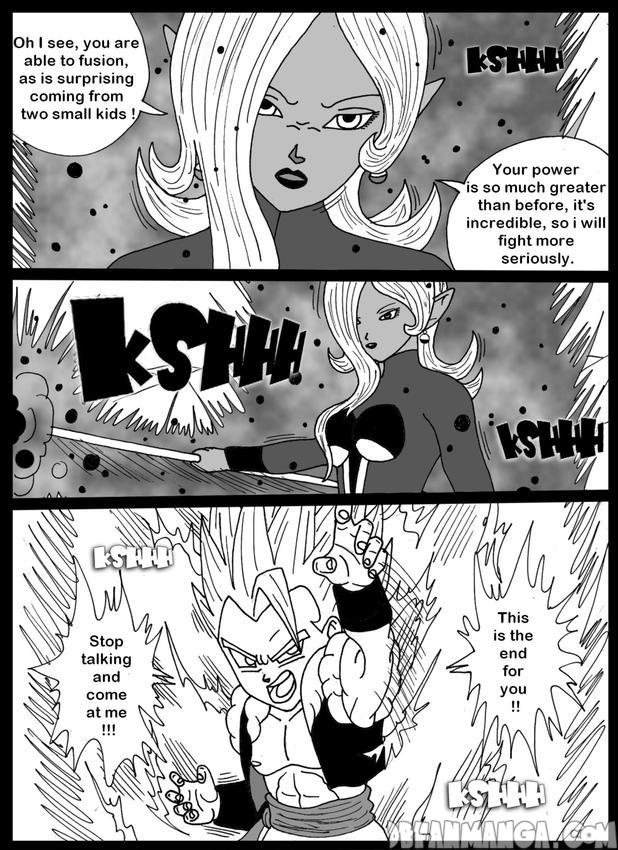 Oh I see, you are
able to fusion,
as is surprising
coming from
two small kids !
KSHHH
Your power
is so much greater
than before, it's
incredible, so i will
fight more
seriously.
KSHHH
KSHHH
KSHHH
Stop
talking
and
come
at me
!!!
This
is the
end
for
you
!!
KSHHH
DBFANMANGA.COM